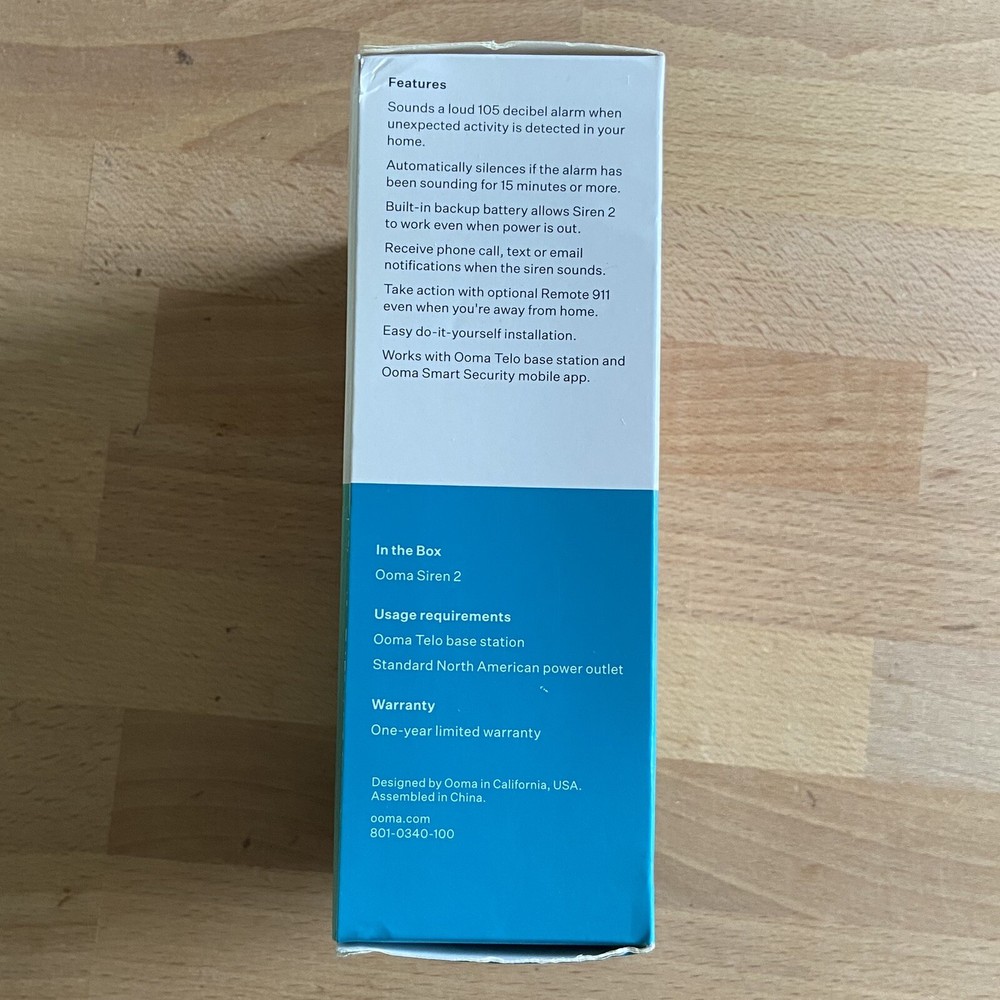 Features
Sounds a loud 105 decibel alarm when
unexpected activity is detected in your
home.
Automatically silences if the alarm has
been sounding for 15 minutes or more.
Built-in backup battery allows Siren 2
to work even when power is out.
Receive phone call, text or email
notifications when the siren sounds.
Take action with optional Remote 911
even when you're away from home.
Easy do-it-yourself installation.
Works with Ooma Telo base station and
Ooma Smart Security mobile app.
In the Box
Ooma Siren 2
Usage requirements
Ooma Telo base station
Standard North American power outlet
Warranty
One-year limited warranty
Designed by Ooma in California, USA.
Assembled in China.
ooma.com
801-0340-100